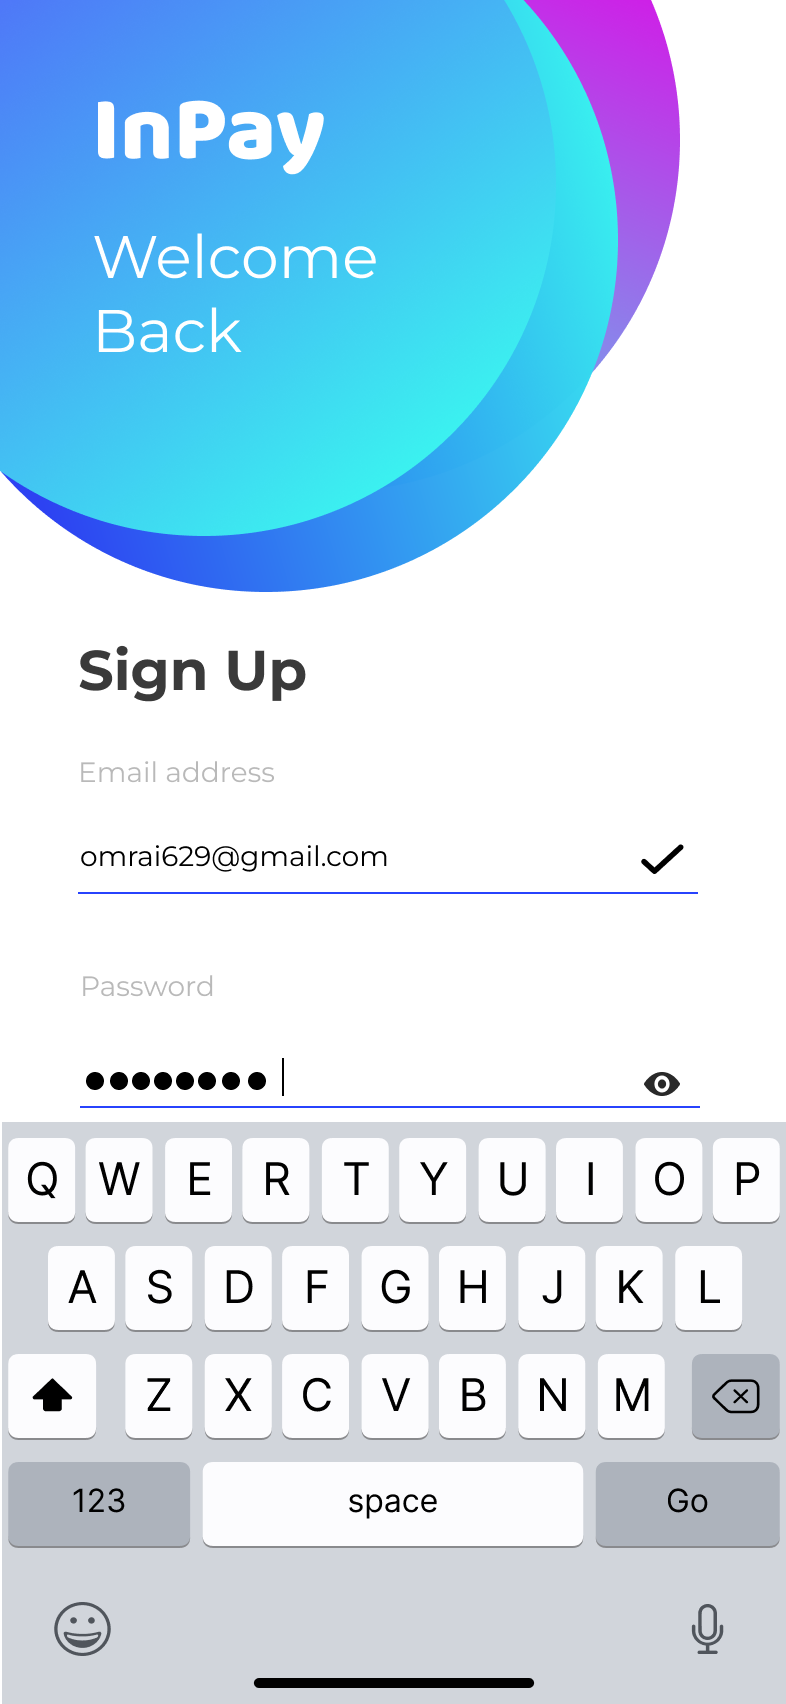 InPay
Welcome
Back
Sign Up
Email address
omrai629@gmail.com
Password
Q W E R T Y U I O P
A S D F G H J K L
Z X C V B N M
123 space Go